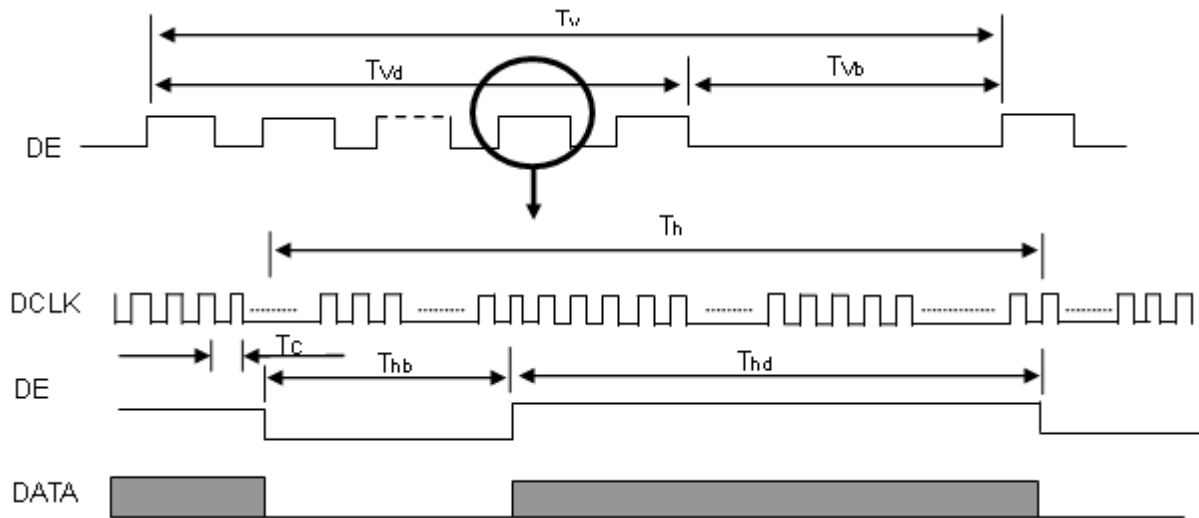 Tv
TVd
TVb
DE
Th
DCLK
TC
Thb
Thd
DE
DATA